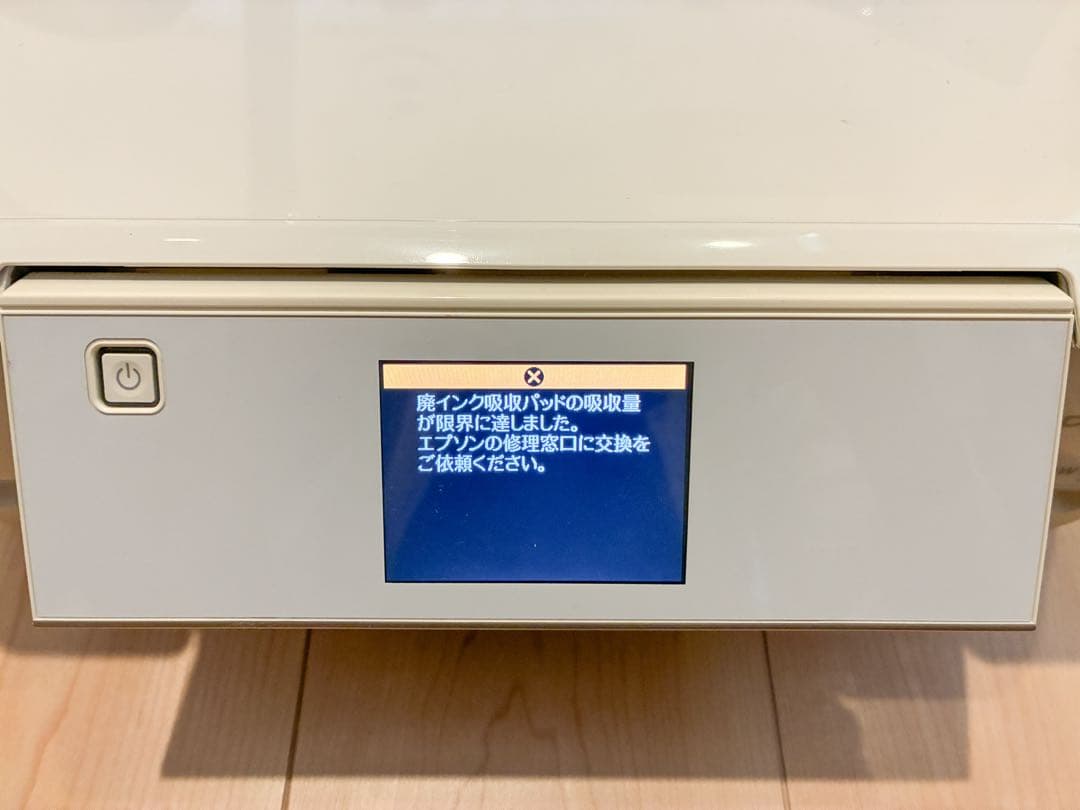 廃インク吸収パッドの吸収量
が限界に達しました。
エプソンの修理窓口に交換を
ご依頼ください。